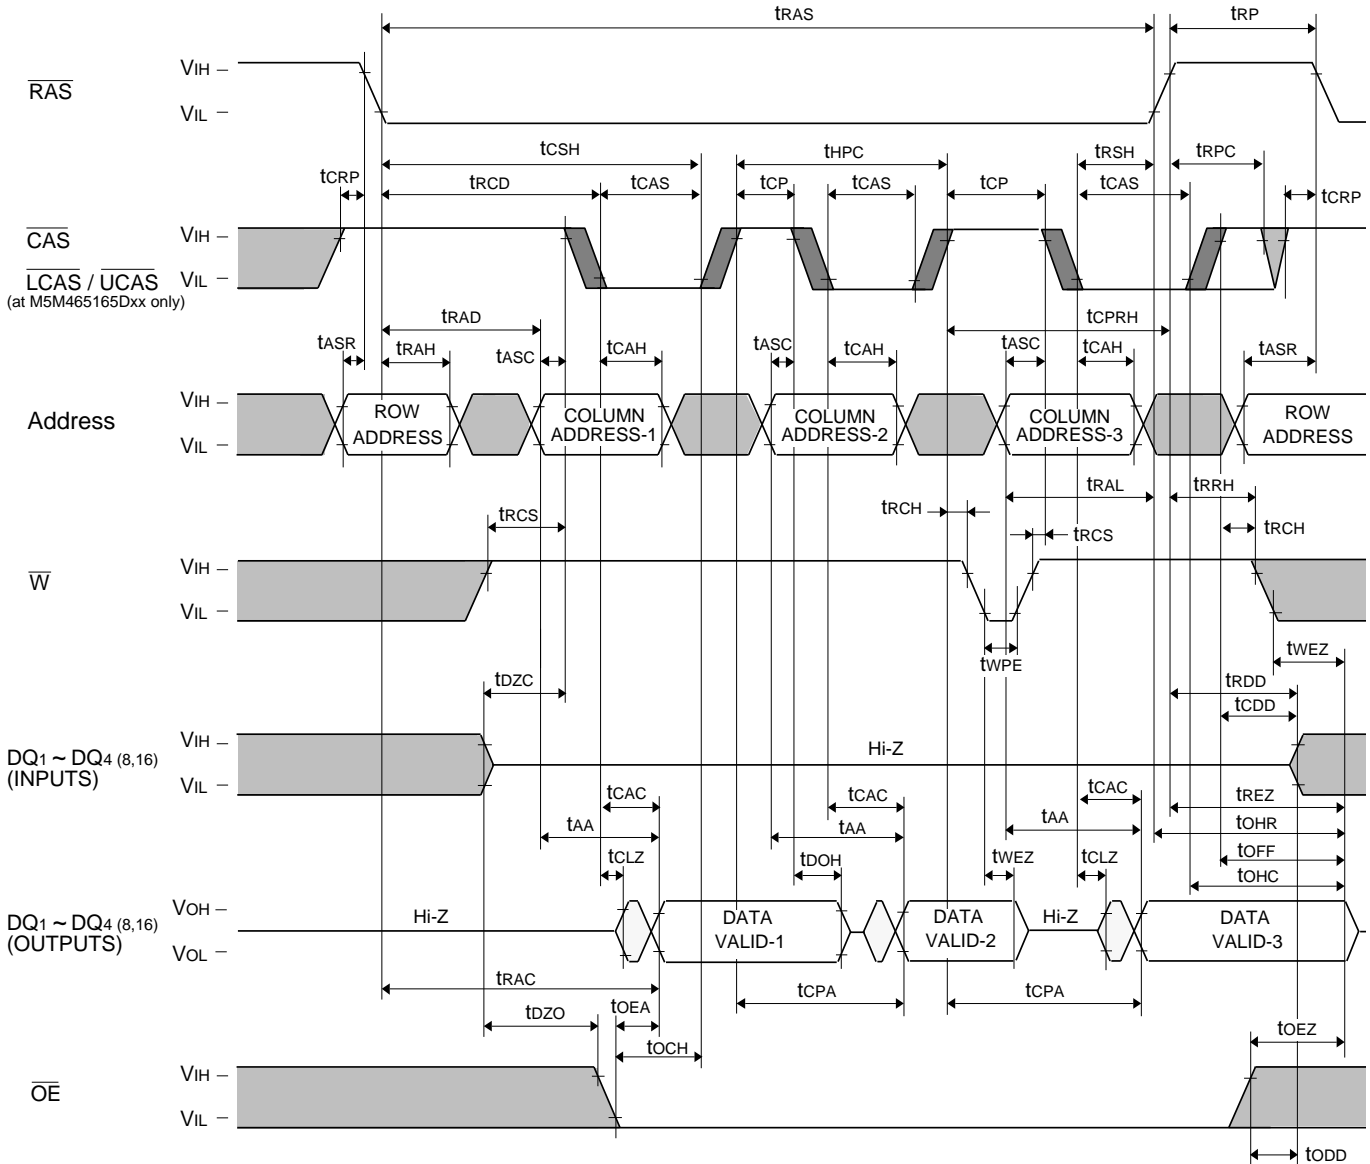 tRAS
tRP
RAS
VIH
VIL
tCSH
tHPC
tRSH
tRPC
tCRP
tRCD
tCAS
tCP
tCAS
tCP
tCAS
tCRP
CAS
VIH
LCAS / UCAS
VIL
(at M5M465165Dxx only)
tRAD
tCPRH
tASR
tRAH
tASC
tCAH
tASC
tCAH
tASC
tCAH
tASR
Address
VIH
VIL
ROW
ADDRESS
COLUMN
ADDRESS-1
COLUMN
ADDRESS-2
COLUMN
ADDRESS-3
ROW
ADDRESS
tRAL
tRRH
tRCH
tRCS
tRCS
tRCH
W
VIH
VIL
tWPE
tWEZ
tDZC
tRDD
tCDD
DQ1 ~ DQ4 (8,16)
(INPUTS)
VIH
VIL
Hi-Z
tCAC
tCAC
tCAC
tREZ
tAA
tAA
tAA
tOHR
tCLZ
tDOH
tWEZ
tCLZ
tOFF
tOHC
DQ1 ~ DQ4 (8,16)
(OUTPUTS)
VOH
VOL
Hi-Z
DATA
VALID-1
DATA
VALID-2
Hi-Z
DATA
VALID-3
tRAC
tCPA
tCPA
tDZO
tOEA
tOEZ
tOCH
OE
VIH
VIL
tODD